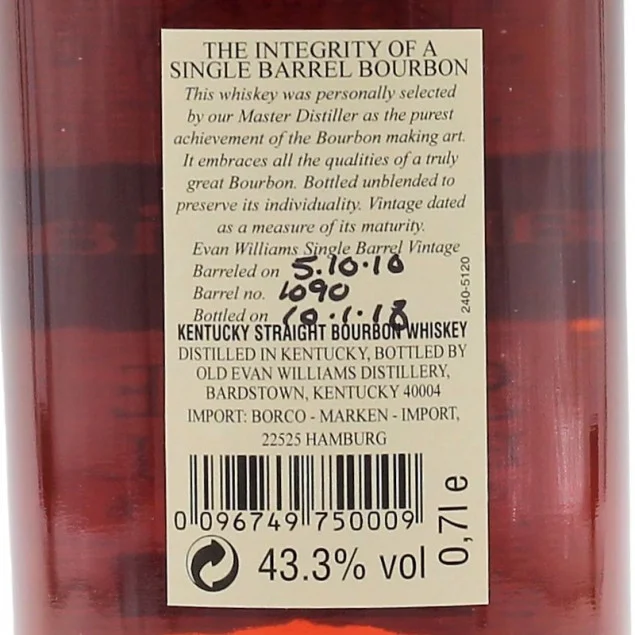 THE INTEGRITY OF A
SINGLE BARREL BOURBON
This whiskey was personally selected
by our Master Distiller as the purest
achievement of the Bourbon making art.
It embraces all the qualities of a truly
great Bourbon. Bottled unblended to
preserve its individuality. Vintage dated
as a measure of its maturity.
Evan Williams Single Barrel Vintage
Barreled on 5.10.10
Barrel no. 1090
Bottled on 10.1.18
240-5120
KENTUCKY STRAIGHT BOURBON WHISKEY
DISTILLED IN KENTUCKY, BOTTLED BY
OLD EVAN WILLIAMS DISTILLERY,
BARDSTOWN, KENTUCKY 40004
IMPORT: BORCO - MARKEN - IMPORT,
22525 HAMBURG
0 096749 750009
43.3% vol
0,7l e